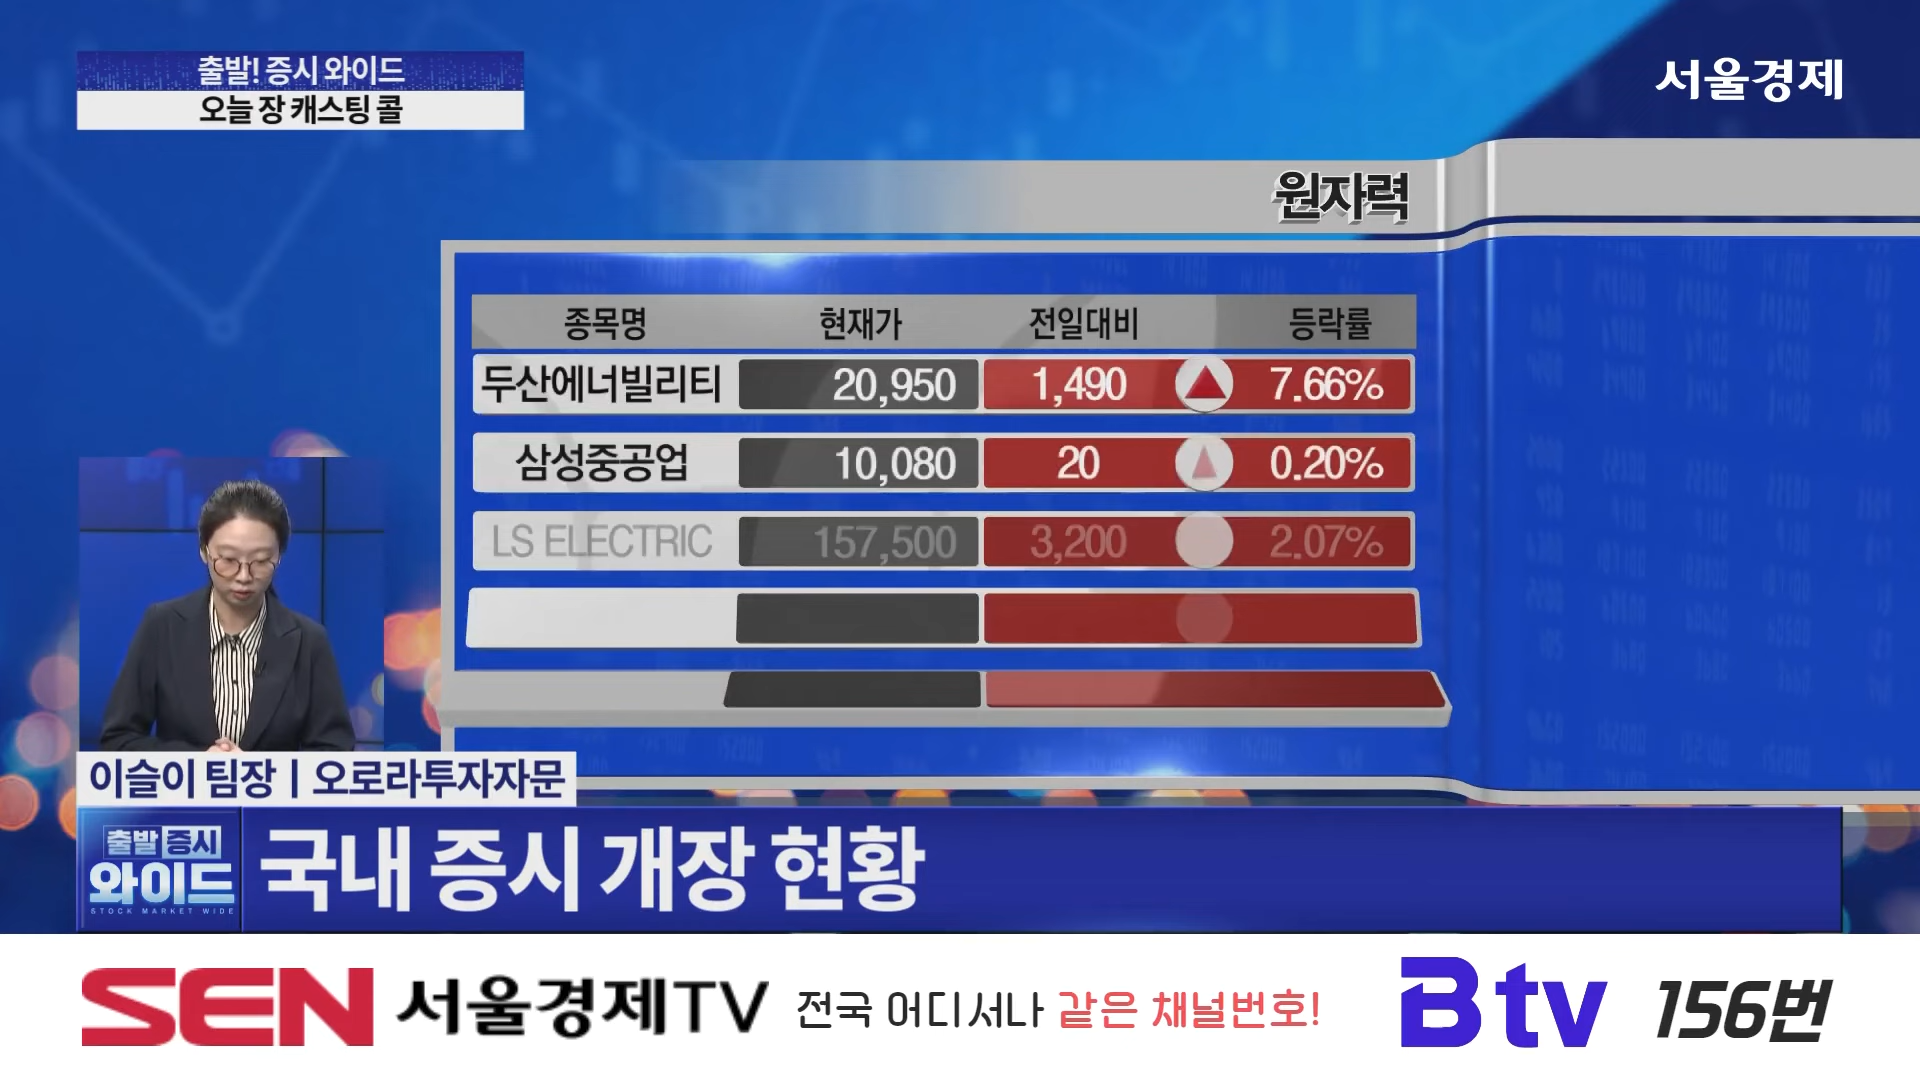 출발! 증시 와이드
오늘 장 캐스팅 콜
서울경제
원자력
종목명 현재가 전일대비 등락률
두산에너빌리티 20,950 1,490 ▲ 7.66%
삼성중공업 10,080 20 ▲ 0.20%
LS ELECTRIC 157,500 3,200 2.07%
이슬이 팀장 | 오로라투자자문
출발 증시
와이드
STOCK MARKET WIDE
국내 증시 개장 현황
SEN 서울경제TV 전국 어디서나 같은 채널번호! B tv 156번